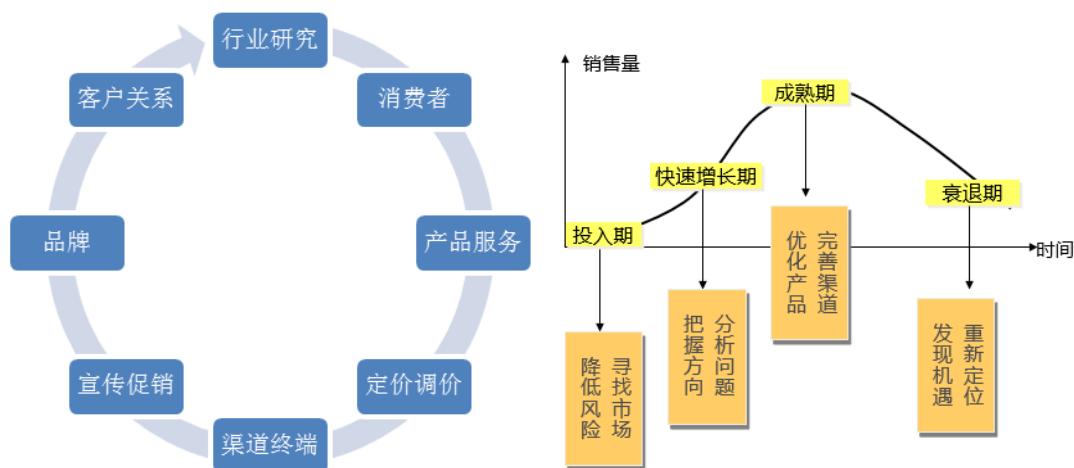 行业研究
消费者
产品服务
定价调价
渠道终端
宣传促销
品牌
客户关系
销售量
成熟期
快速增长期
衰退期
投入期
时间
寻找市场
降低风险
分析问题
把握方向
完善渠道
优化产品
重新定位
发现机遇